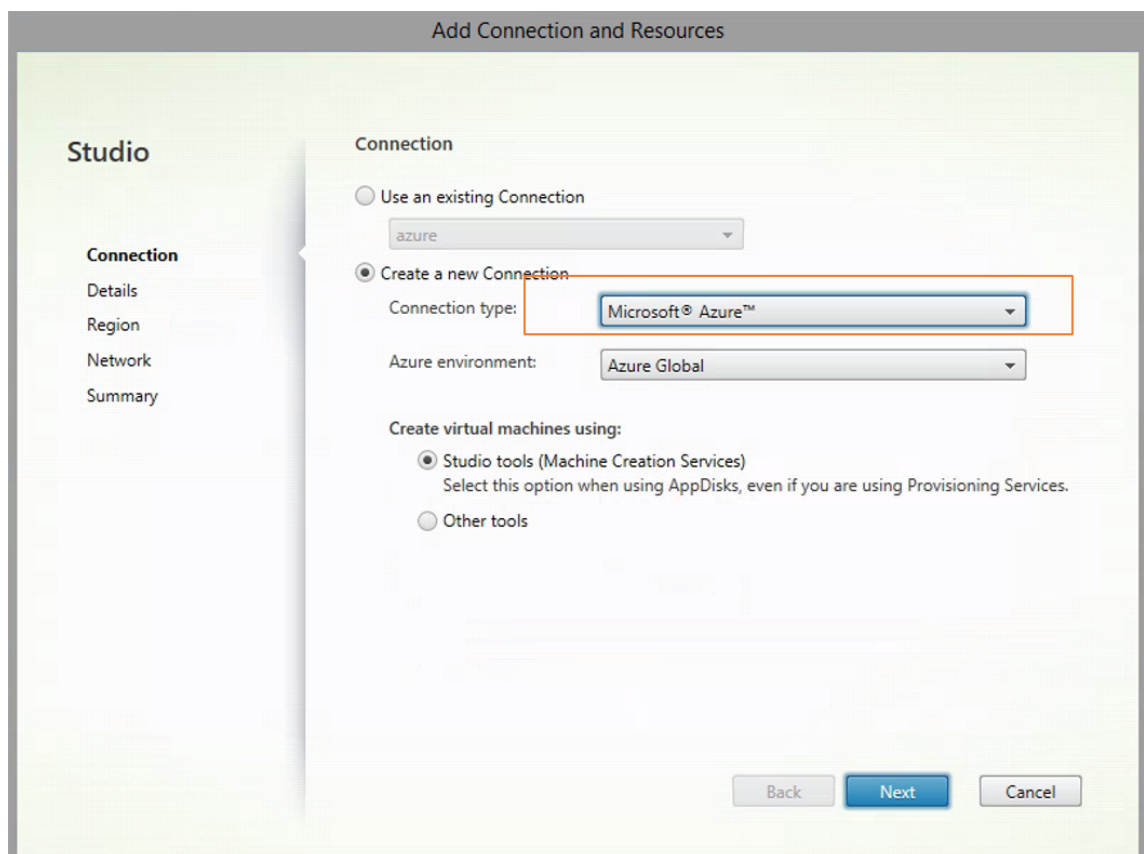 Add Connection and Resources
Studio
Connection
Details
Region
Network
Summary
Connection
Use an existing Connection
azure
Create a new Connection
Connection type:
Microsoft® Azure™
Azure environment:
Azure Global
Create virtual machines using:
Studio tools (Machine Creation Services)
Select this option when using AppDisks, even if you are using Provisioning Services.
Other tools
Back
Next
Cancel